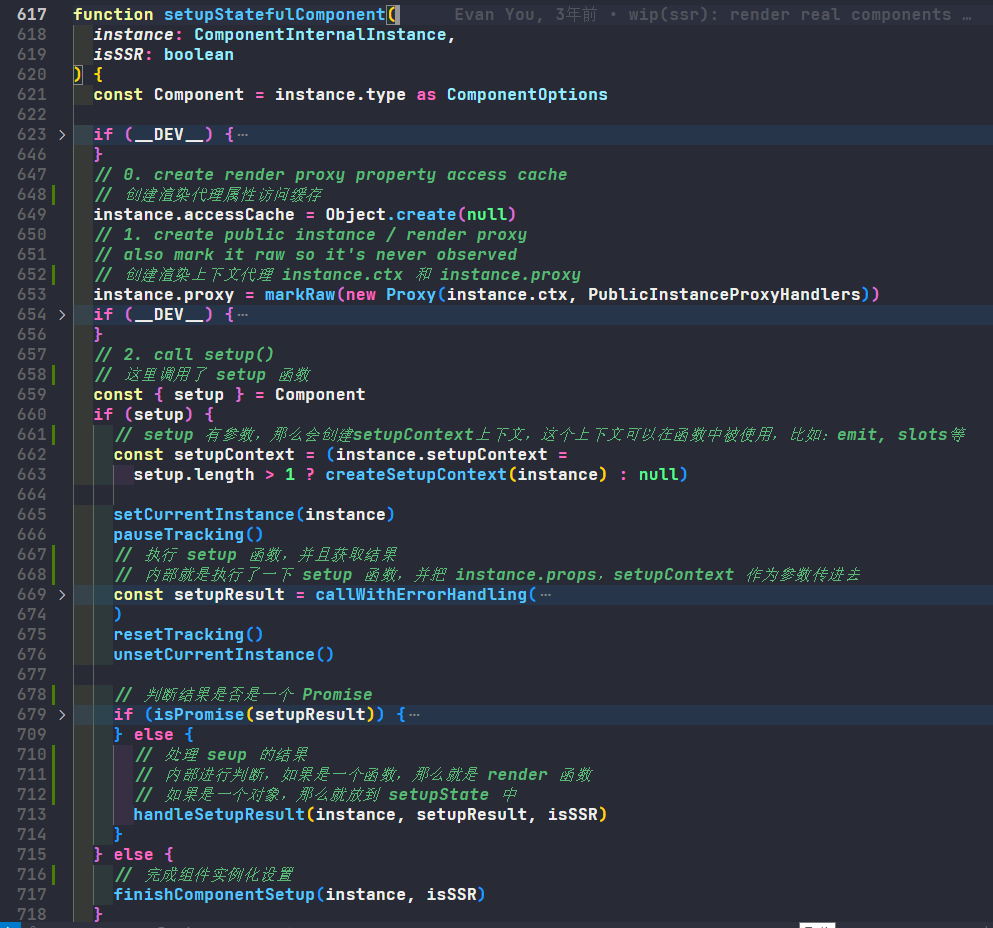 617 function setupStatefulComponent( Evan You, 3年前 • wip(ssr): render real components …
618 instance: ComponentInternalInstance,
619 isSSR: boolean
620 ) {
621 const Component = instance.type as ComponentOptions
622
623 if (__DEV__) {…
646 }
647 // 0. create render proxy property access cache
648 // 创建渲染代理属性访问缓存
649 instance.accessCache = Object.create(null)
650 // 1. create public instance / render proxy
651 // also mark it raw so it's never observed
652 // 创建渲染上下文代理 instance.ctx 和 instance.proxy
653 instance.proxy = markRaw(new Proxy(instance.ctx, PublicInstanceProxyHandlers))
654 if (__DEV__) {…
656 }
657 // 2. call setup()
658 // 这里调用了 setup 函数
659 const { setup } = Component
660 if (setup) {
661 // setup 有参数，那么会创建setupContext上下文，这个上下文可以在函数中被使用，比如：emit, slots等
662 const setupContext = (instance.setupContext =
663 setup.length > 1 ? createSetupContext(instance) : null)
664
665 setCurrentInstance(instance)
666 pauseTracking()
667 // 执行 setup 函数，并且获取结果
668 // 内部就是执行了一下 setup 函数，并把 instance.props，setupContext 作为参数传进去
669 const setupResult = callWithErrorHandling(…
674 )
675 resetTracking()
676 unsetCurrentInstance()
677
678 // 判断结果是否是一个 Promise
679 if (isPromise(setupResult)) {…
709 } else {
710 // 处理 seup 的结果
711 // 内部进行判断，如果是一个函数，那么就是 render 函数
712 // 如果是一个对象，那么就放到 setupState 中
713 handleSetupResult(instance, setupResult, isSSR)
714 }
715 } else {
716 // 完成组件实例化设置
717 finishComponentSetup(instance, isSSR)
718 }